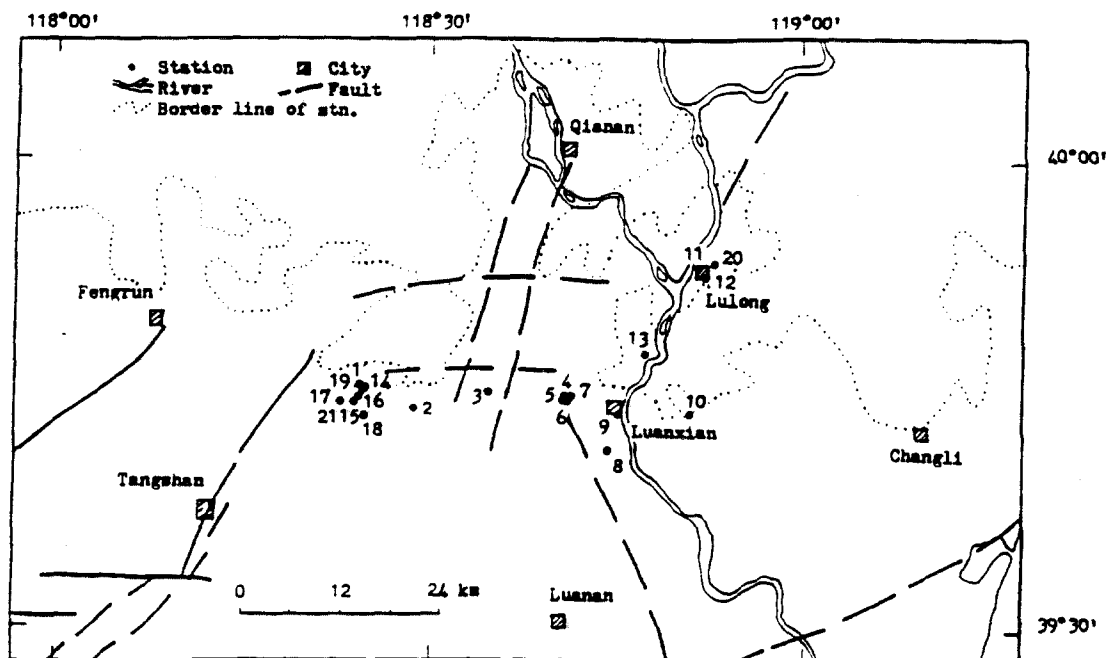 118°00' 118°30' 119°00'
Station City
River Fault
Border line of stn.
Qianan
40°00'
11 20
12
Lulong
Fengrun
13
1 4
19 14 3 7
17 5
21 15 16 2 6 9 10
18 Luanxian
8 Changli
Tangshan
0 12 24 km
Luanan
39°30'